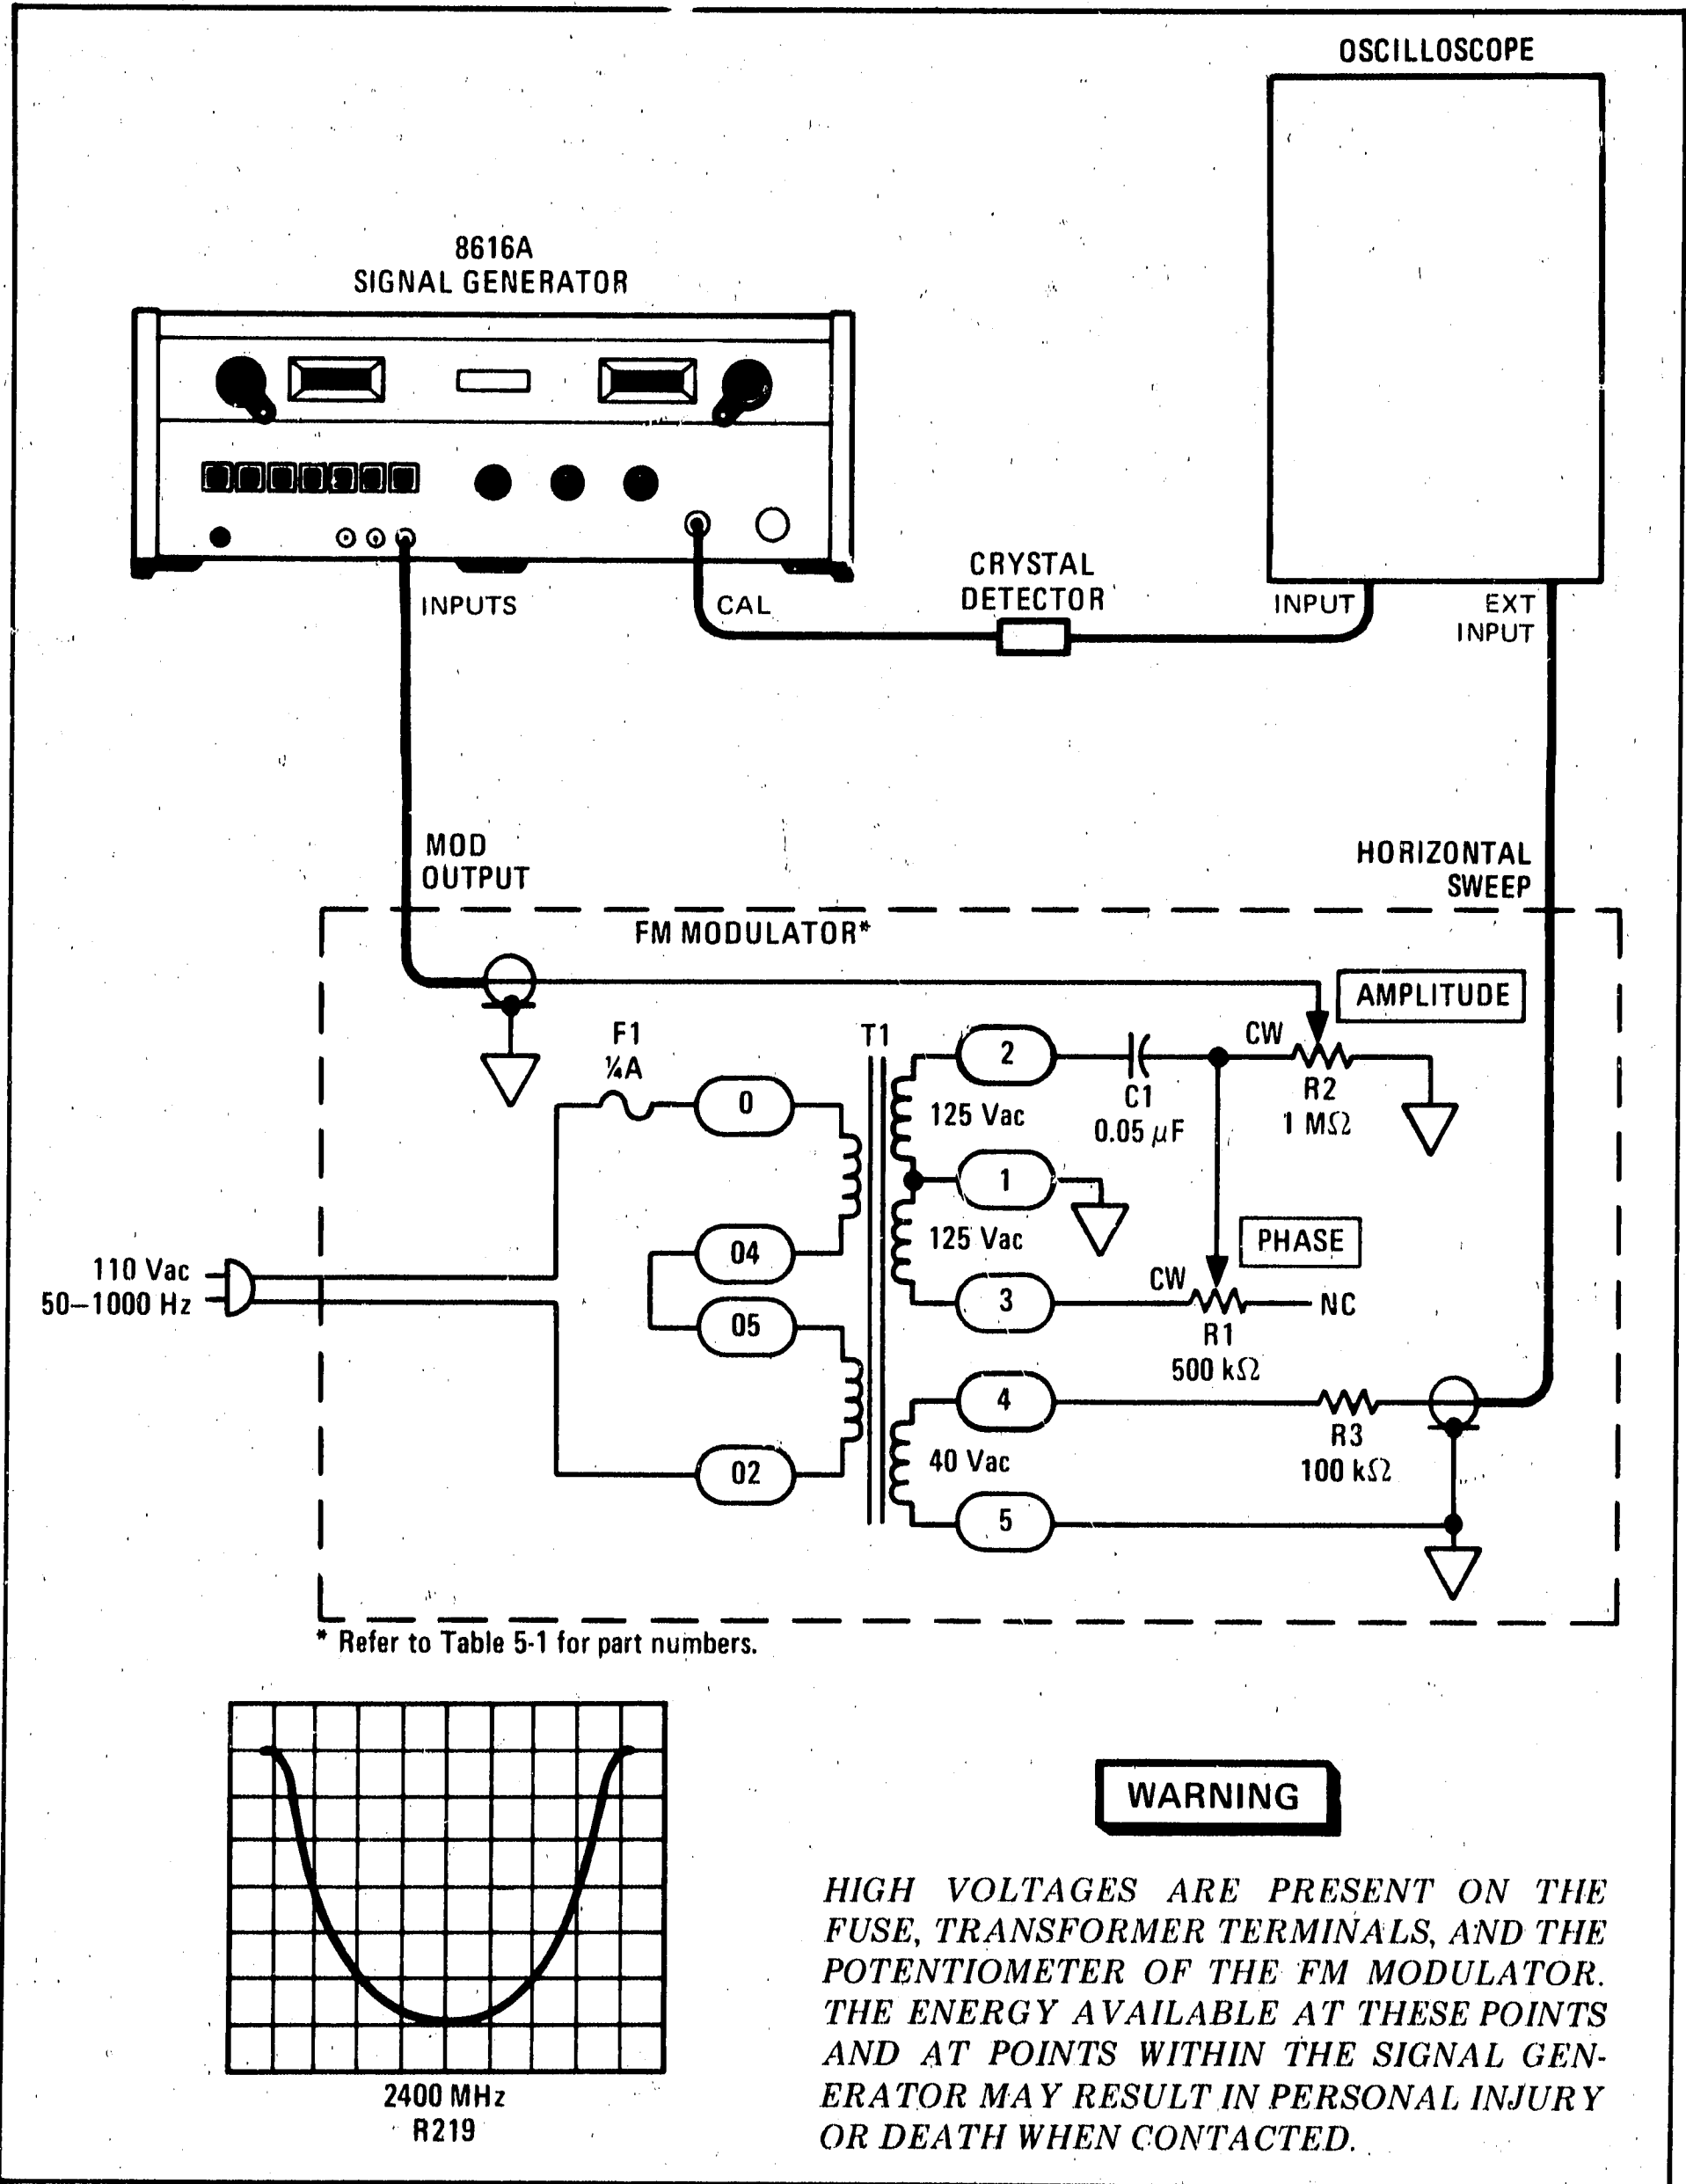 OSCILLOSCOPE
8616A
SIGNAL GENERATOR
CRYSTAL
DETECTOR
INPUTS
CAL
INPUT
EXT
INPUT
MOD
OUTPUT
HORIZONTAL
SWEEP
FM MODULATOR*
AMPLITUDE
F1
¼A
T1
0
2
CW
125 Vac
C1
0.05 µF
R2
1 MΩ
1
04
125 Vac
PHASE
110 Vac
50–1000 Hz
05
3
CW
NC
R1
500 kΩ
4
02
40 Vac
R3
100 kΩ
5
* Refer to Table 5-1 for part numbers.
WARNING
HIGH VOLTAGES ARE PRESENT ON THE
FUSE, TRANSFORMER TERMINALS, AND THE
POTENTIOMETER OF THE FM MODULATOR.
THE ENERGY AVAILABLE AT THESE POINTS
AND AT POINTS WITHIN THE SIGNAL GEN-
ERATOR MAY RESULT IN PERSONAL INJURY
OR DEATH WHEN CONTACTED.
2400 MHz
R219